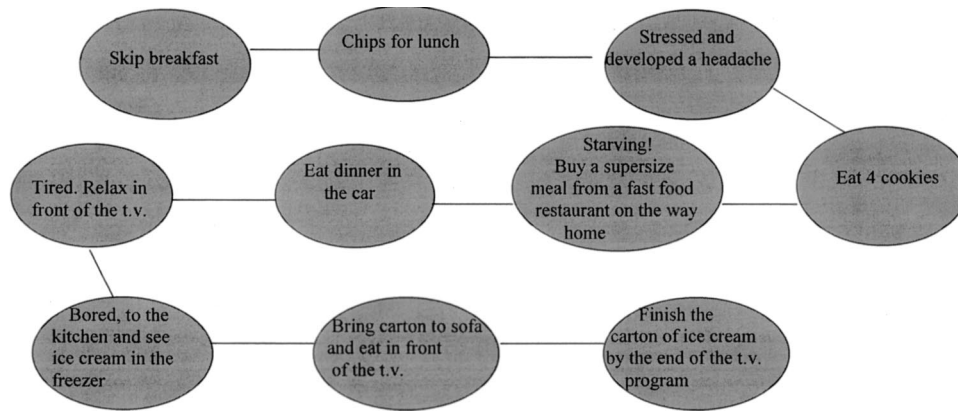 Skip breakfast
Chips for lunch
Stressed and
developed a headache
Eat 4 cookies
Starving!
Buy a supersize
meal from a fast food
restaurant on the way
home
Eat dinner in
the car
Tired. Relax in
front of the t.v.
Bored, to the
kitchen and see
ice cream in the
freezer
Bring carton to sofa
and eat in front
of the t.v.
Finish the
carton of ice cream
by the end of the t.v.
program